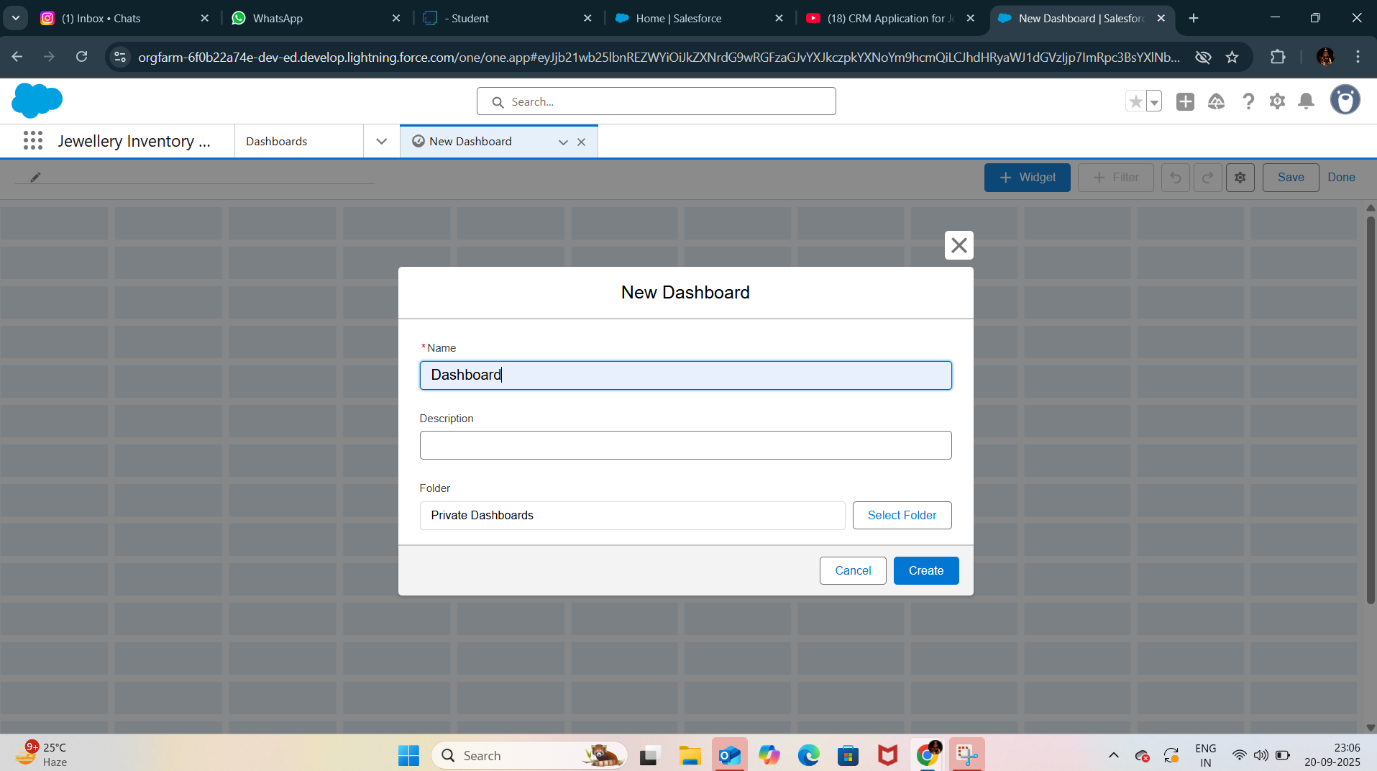 (1) Inbox • Chats
WhatsApp
- Student
Home | Salesforce
(18) CRM Application for J
New Dashboard | Salesforc
orgfarm-6f0b22a74e-dev-ed.develop.lightning.force.com/one/one.app#eyJjb21wb25lbnREZWYiOiJkZXNrdG9wRGFzaGJvYXJkczpkYXNoYm9hcmQiLCJhdHRyaWJ1dGVzIjp7ImRpc3BsYXlNb...
Search...
Jewellery Inventory ...
Dashboards
New Dashboard
Widget
Filter
Save
Done
New Dashboard
*Name
Dashboard
Description
Folder
Private Dashboards
Select Folder
Cancel
Create
9+
25°C
Haze
Search
ENG
IN
23:06
20-09-2025